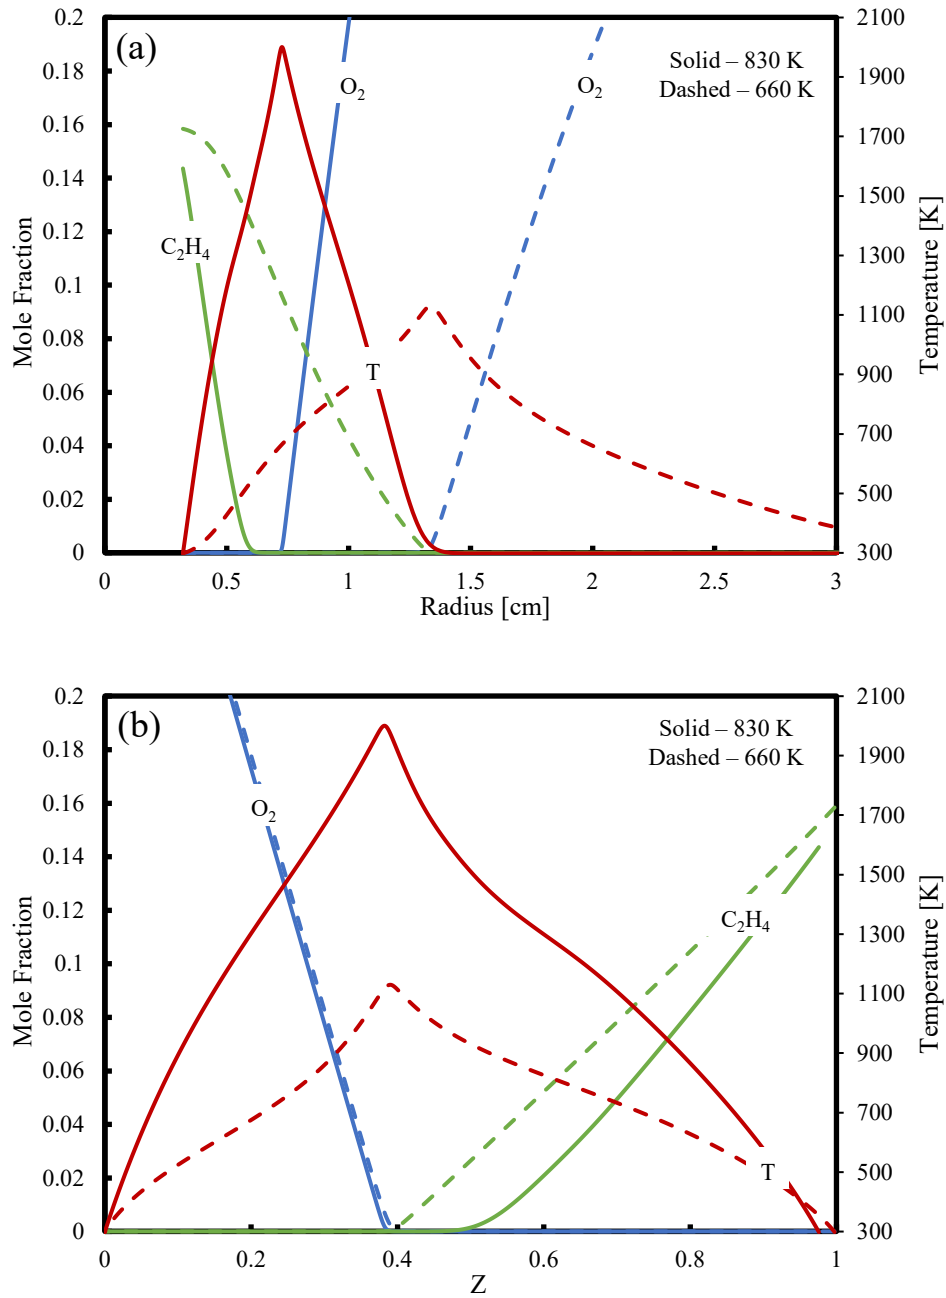 (a)
Solid – 830 K
Dashed – 660 K
O₂
O₂
C₂H₄
T
Mole Fraction
Temperature [K]
0.2
0.18
0.16
0.14
0.12
0.1
0.08
0.06
0.04
0.02
0
2100
1900
1700
1500
1300
1100
900
700
500
300
0 0.5 1 1.5 2 2.5 3
Radius [cm]
(b)
Solid – 830 K
Dashed – 660 K
O₂
C₂H₄
T
Mole Fraction
Temperature [K]
0.2
0.18
0.16
0.14
0.12
0.1
0.08
0.06
0.04
0.02
0
2100
1900
1700
1500
1300
1100
900
700
500
300
0 0.2 0.4 0.6 0.8 1
Z